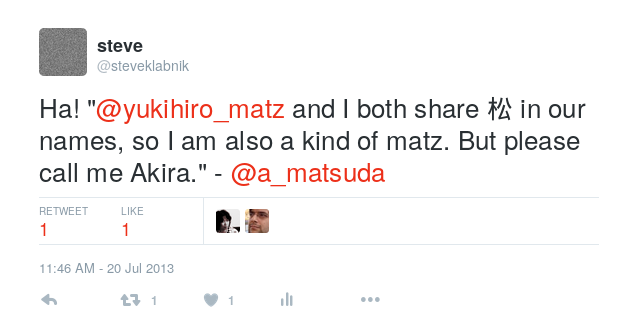 steve
@steveklabnik
Ha! "@yukihiro_matz and I both share 松 in our
names, so I am also a kind of matz. But please
call me Akira." - @a_matsuda
RETWEET LIKE
1 1
11:46 AM - 20 Jul 2013
1 1